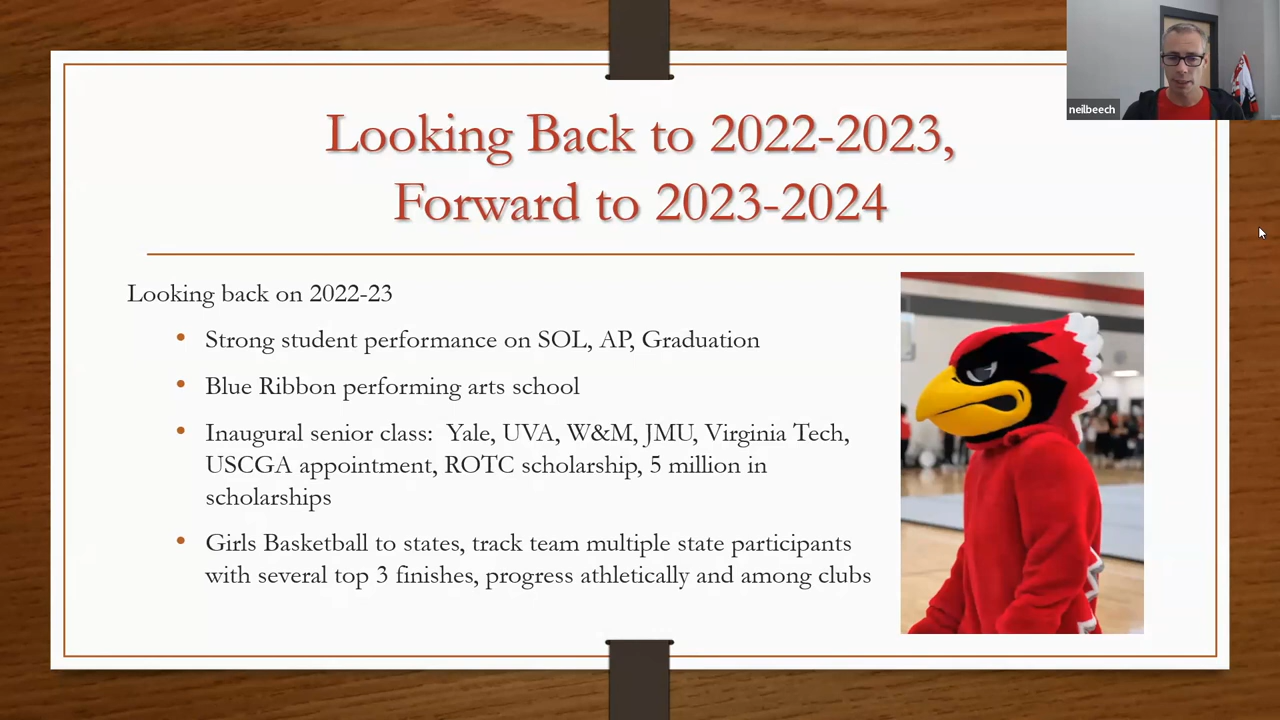 Looking Back to 2022-2023,
Forward to 2023-2024
neilbeech
Looking back on 2022-23
• Strong student performance on SOL, AP, Graduation
• Blue Ribbon performing arts school
• Inaugural senior class:  Yale, UVA, W&M, JMU, Virginia Tech,
USCGA appointment, ROTC scholarship, 5 million in
scholarships
• Girls Basketball to states, track team multiple state participants
with several top 3 finishes, progress athletically and among clubs